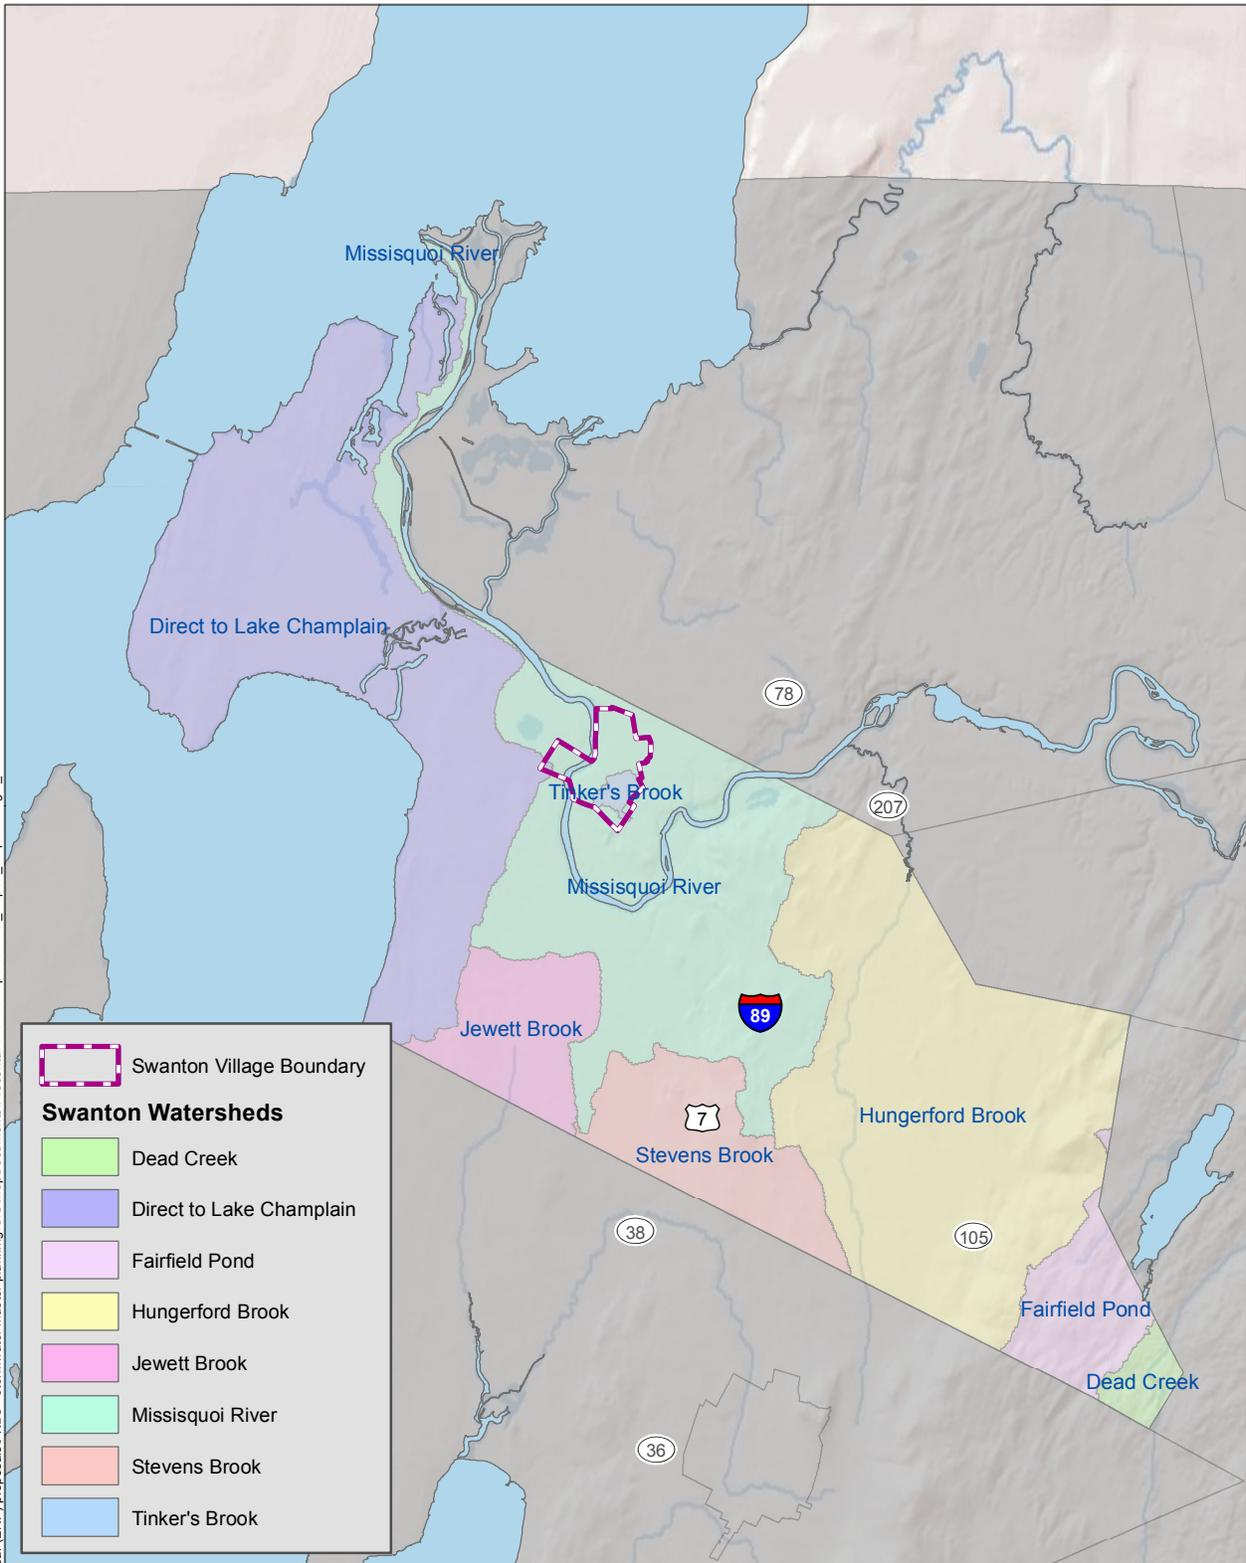 Missisquoi River
Direct to Lake Champlain
78
207
Tinker's Brook
Missisquoi River
89
Jewett Brook
7
Hungerford Brook
Stevens Brook
38
105
Fairfield Pond
Dead Creek
36
Swanton Village Boundary
Swanton Watersheds
Dead Creek
Direct to Lake Champlain
Fairfield Pond
Hungerford Brook
Jewett Brook
Missisquoi River
Stevens Brook
Tinker's Brook